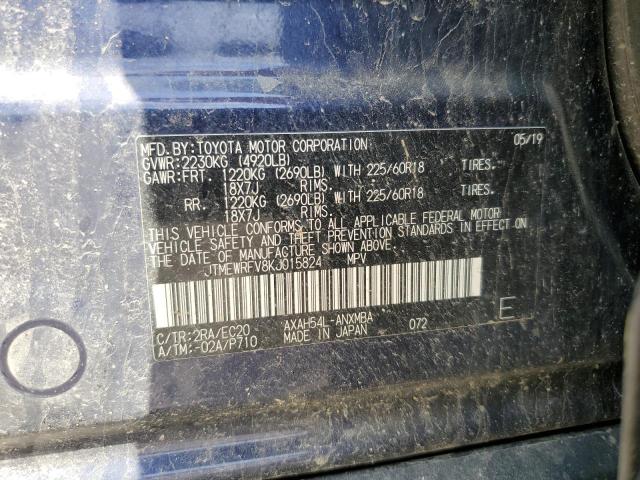 MFD. BY: TOYOTA MOTOR CORPORATION 05/19
GVWR: 2230KG (4920LB)
GAWR: FRT. 1220KG (2690LB) WITH 225/60R18 TIRES.
18X7J RIMS.
RR. 1220KG (2690LB) WITH 225/60R18 TIRES.
18X7J RIMS.
THIS VEHICLE CONFORMS TO ALL APPLICABLE FEDERAL MOTOR
VEHICLE SAFETY AND THEFT PREVENTION STANDARDS IN EFFECT ON
THE DATE OF MANUFACTURE SHOWN ABOVE.
JTMEWRFV8KJ015824 MPV
C/TR: 2RA/EC20 AXAH54L-ANXMBA 072 E
A/TM: -02A/P710 MADE IN JAPAN